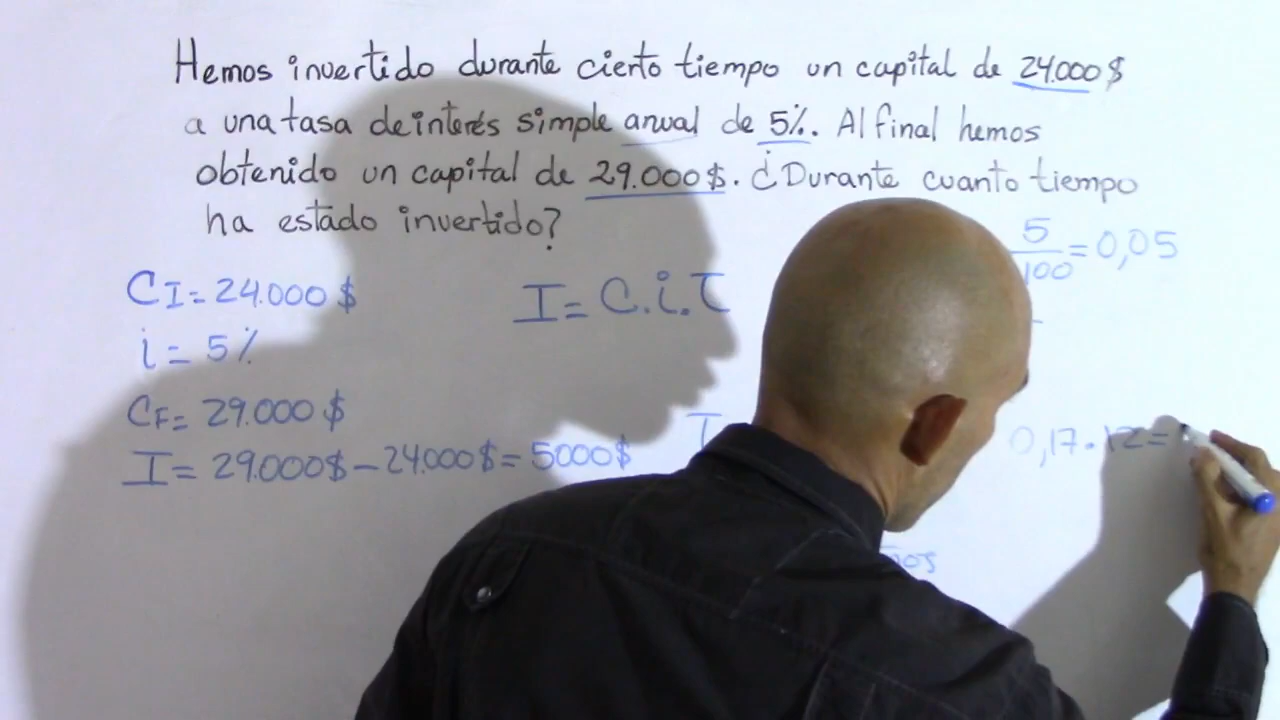 Hemos invertido durante cierto tiempo un capital de 24.000$
a una tasa de interés simple anual de 5%. Al final hemos
obtenido un capital de 29.000$. ¿Durante cuanto tiempo
ha estado invertido?
5/100 = 0,05
CI = 24.000$
I = C.i.T
i = 5%
CF = 29.000$
T
0,17.12=
I = 29.000$ - 24.000$ = 5000$